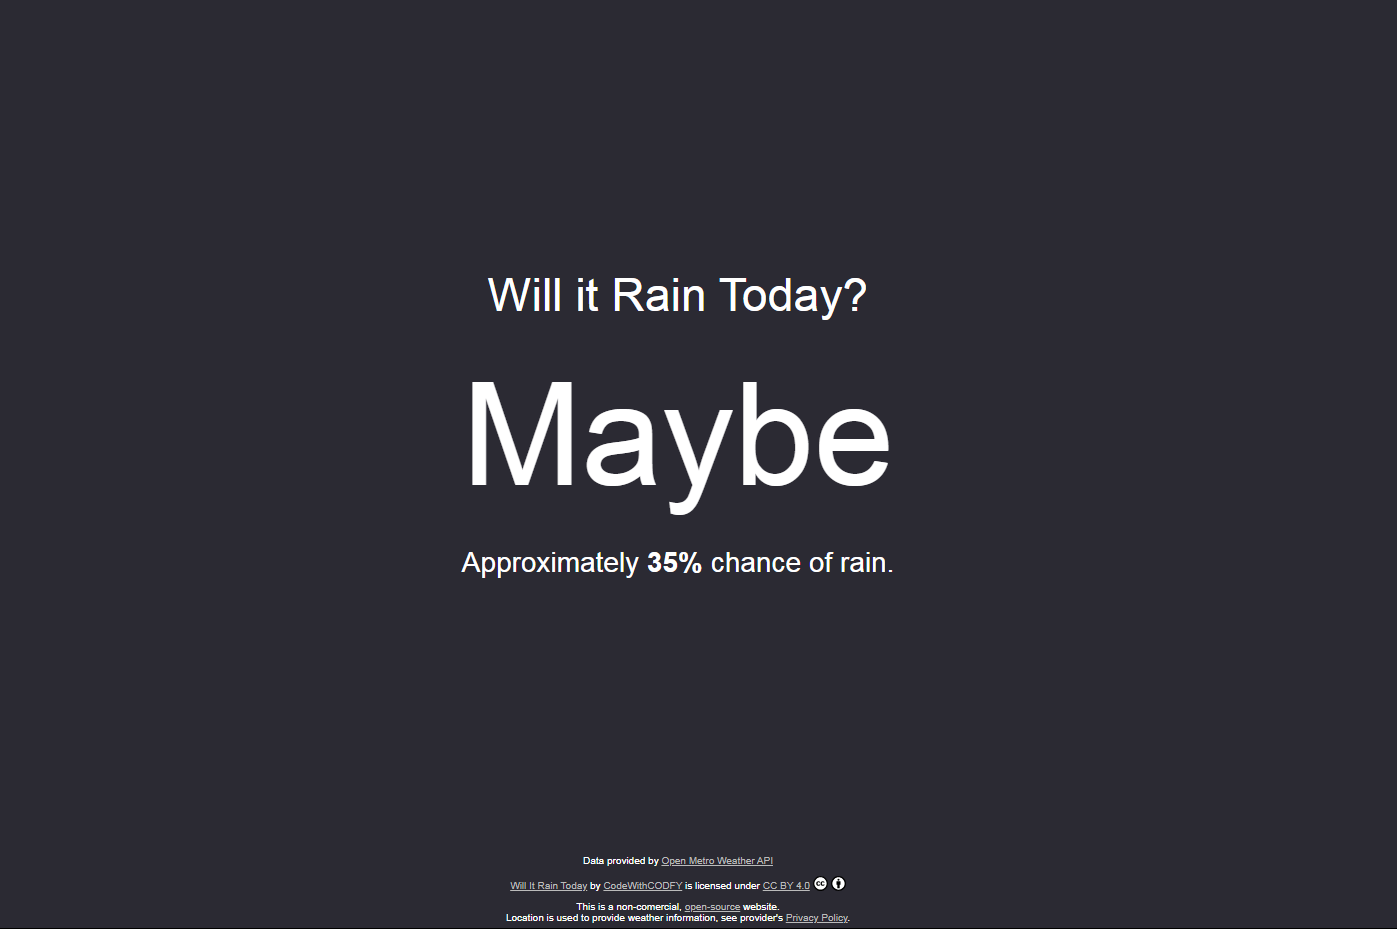 Will it Rain Today?
Maybe
Approximately 35% chance of rain.
Data provided by Open Metro Weather API
Will It Rain Today by CodeWithCODFY is licensed under CC BY 4.0
This is a non-comercial, open-source website.
Location is used to provide weather information, see provider's Privacy Policy.